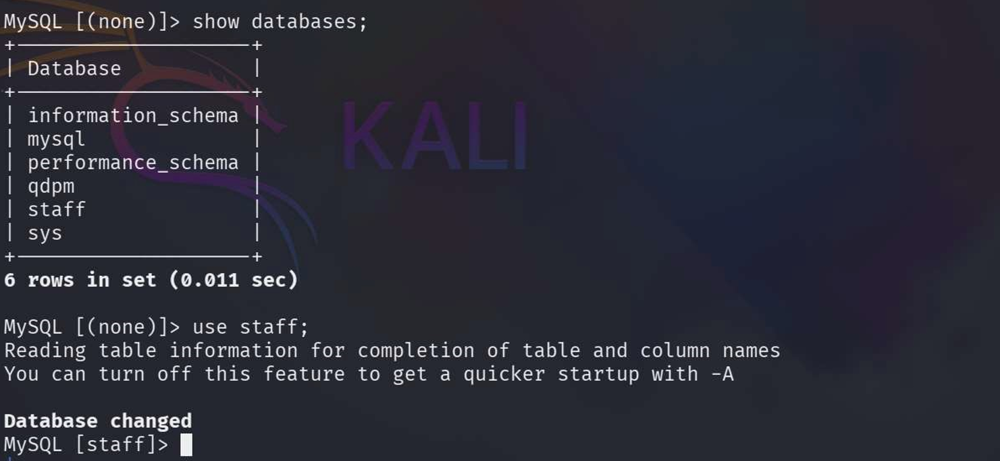 MySQL [(none)]> show databases;
+--------------------+
| Database           |
+--------------------+
| information_schema |
| mysql              |
| performance_schema |
| qdpm               |
| staff              |
| sys                |
+--------------------+
6 rows in set (0.011 sec)
MySQL [(none)]> use staff;
Reading table information for completion of table and column names
You can turn off this feature to get a quicker startup with -A
Database changed
MySQL [staff]>
KALI